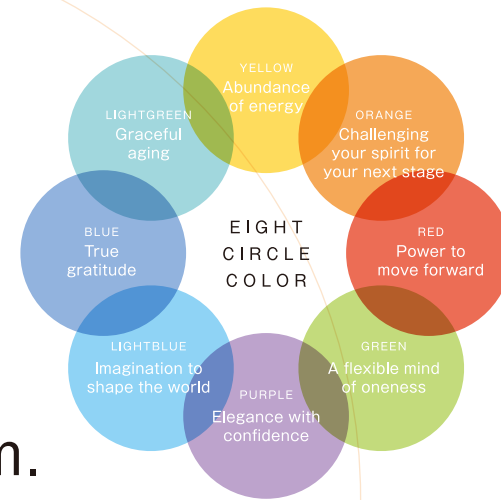 YELLOW
Abundance
of energy
LIGHTGREEN
Graceful
aging
ORANGE
Challenging
your spirit for
your next stage
BLUE
True
gratitude
EIGHT
CIRCLE
COLOR
RED
Power to
move forward
LIGHTBLUE
Imagination to
shape the world
GREEN
A flexible mind
of oneness
PURPLE
Elegance with
confidence